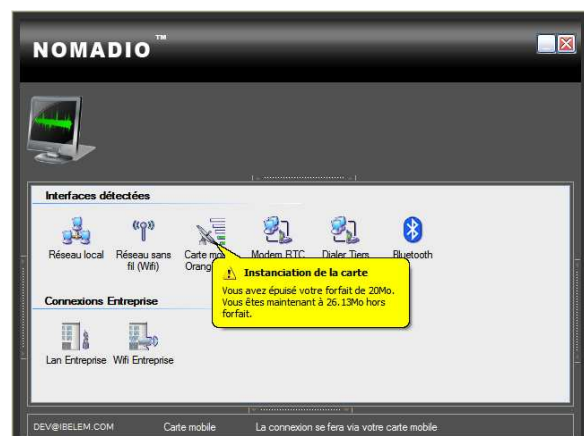 NOMADIO™
Interfaces détectées
Réseau local
Réseau sans
fil (Wifi)
Carte mo
Orang
Modem RTC
Dialer Tiers
Bluetooth
Instanciation de la carte
Vous avez épuisé votre forfait de 20Mo.
Vous êtes maintenant à 26.13Mo hors
forfait.
Connexions Entreprise
Lan Entreprise
Wifi Entreprise
DEV@IBELEM.COM
Carte mobile
La connexion se fera via votre carte mobile